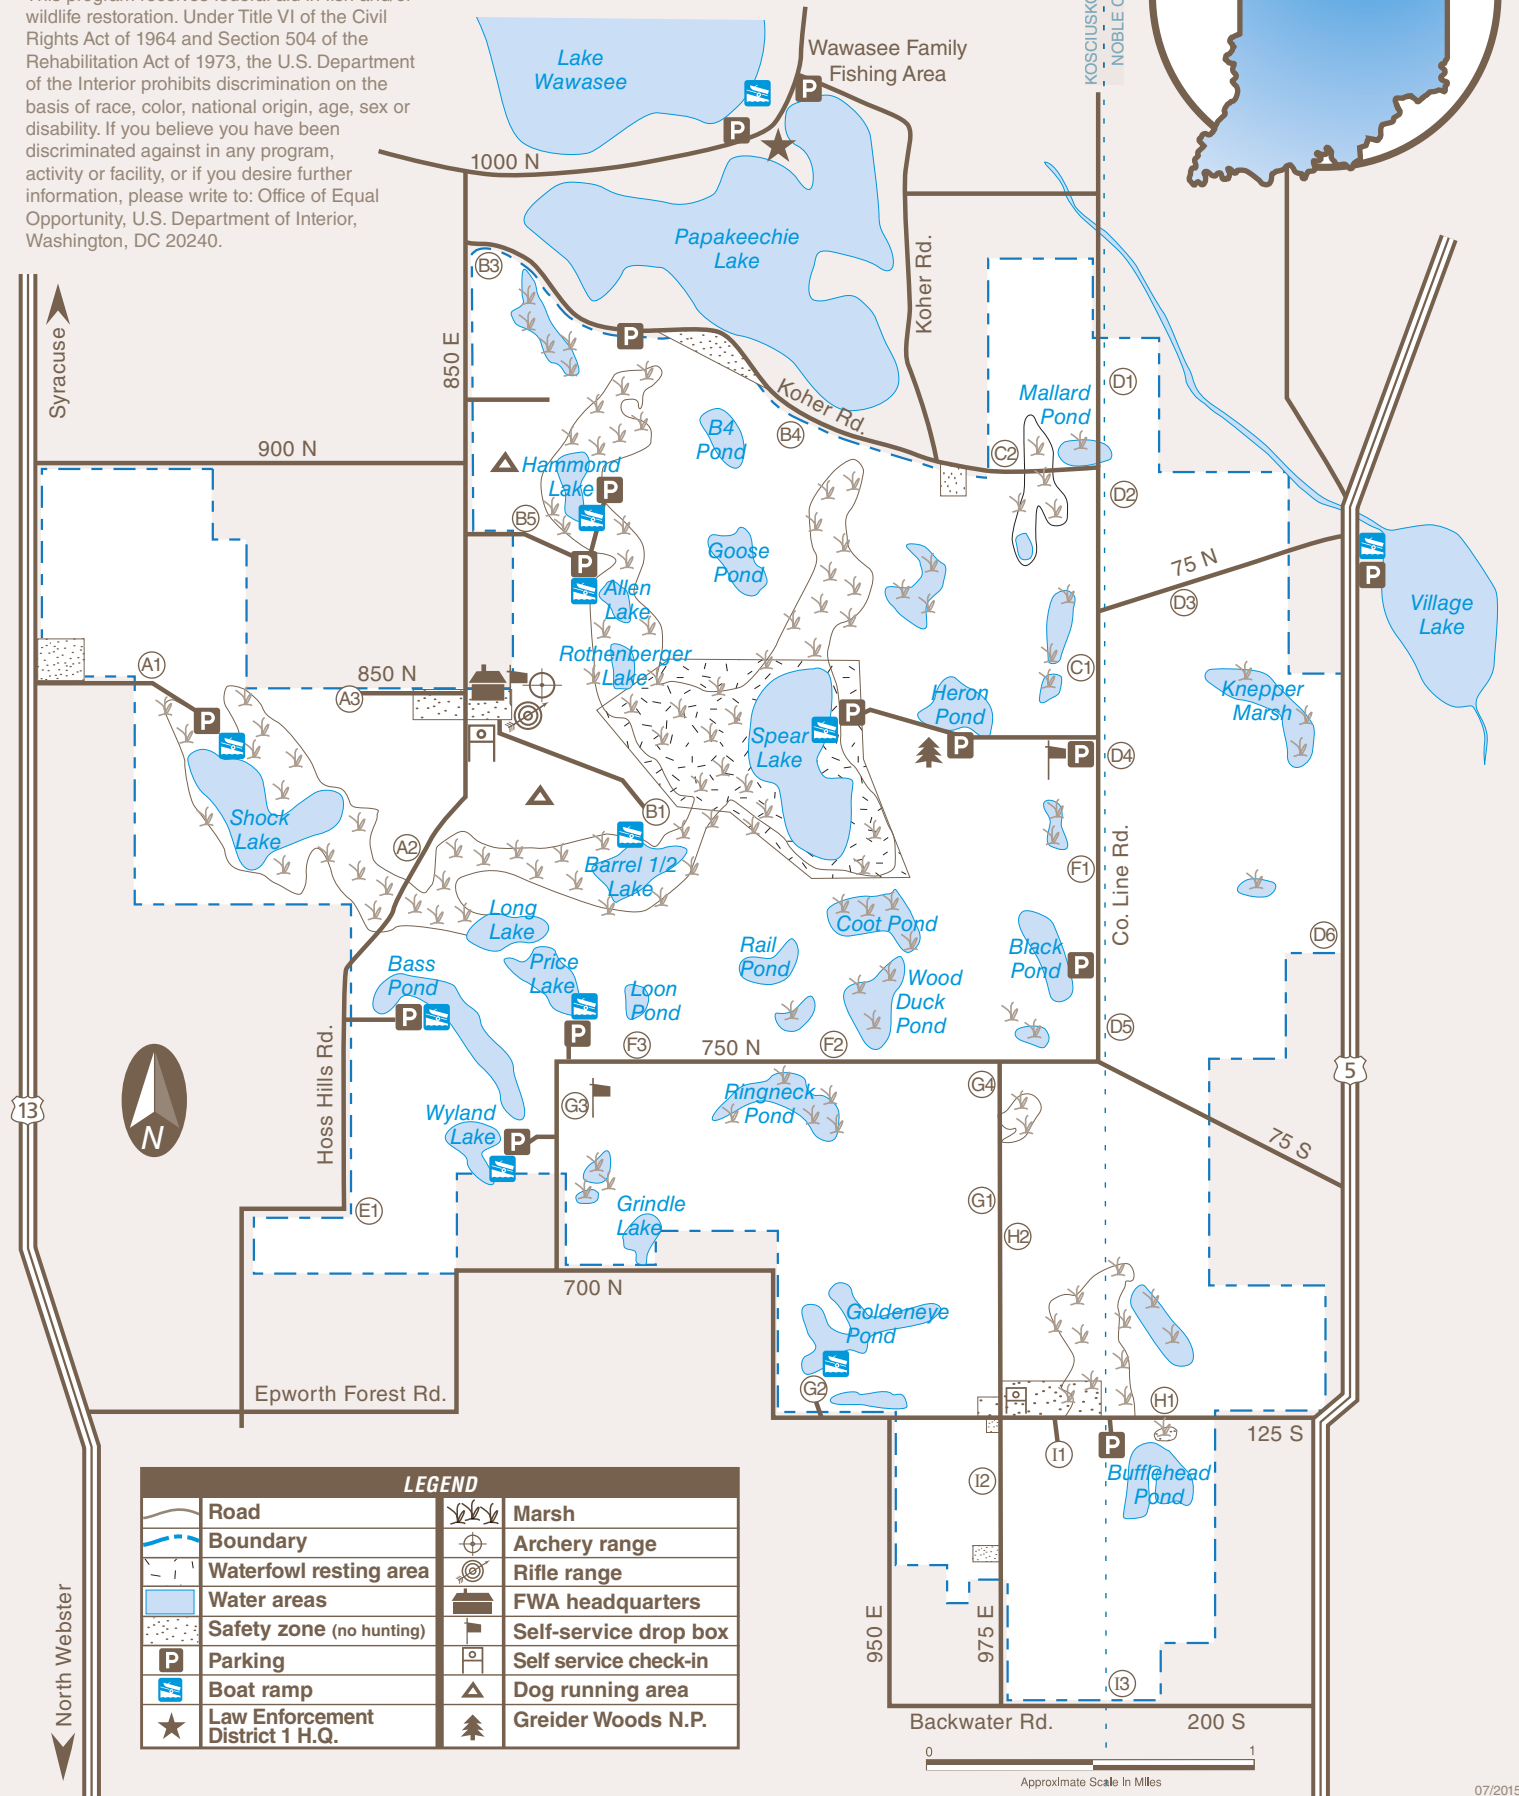 wildlife restoration. Under Title VI of the Civil
Rights Act of 1964 and Section 504 of the
Rehabilitation Act of 1973, the U.S. Department
of the Interior prohibits discrimination on the
basis of race, color, national origin, age, sex or
disability. If you believe you have been
discriminated against in any program,
activity or facility, or if you desire further
information, please write to: Office of Equal
Opportunity, U.S. Department of Interior,
Washington, DC 20240.
Lake
Wawasee
Wawasee Family
Fishing Area
KOSCIUSKO
NOBLE
1000 N
Papakeechie
Lake
Koher Rd.
B3
Syracuse
850 E
Koher Rd.
D1
Mallard
Pond
B4
Pond
B4
900 N
C2
Hammond
Lake
D2
B5
Goose
Pond
75 N
Allen
Lake
D3
Village
Lake
A1
Rothenberger
Lake
850 N
A3
C1
Knepper
Marsh
Heron
Pond
Spear
Lake
D4
B1
Shock
Lake
A2
Barrel 1/2
Lake
F1
Co. Line Rd.
Long
Lake
Coot Pond
D6
Black
Pond
Rail
Pond
Bass
Pond
Price
Lake
Wood
Duck
Pond
Loon
Pond
F3
F2
D5
750 N
5
Hoss Hills Rd.
13
N
G3
G4
Ringneck
Pond
Wyland
Lake
75 S
E1
G1
Grindle
Lake
H2
700 N
Goldeneye
Pond
G2
Epworth Forest Rd.
H1
125 S
I1
I2
Bufflehead
Pond
LEGEND
Road
Marsh
Boundary
Archery range
Waterfowl resting area
Rifle range
Water areas
FWA headquarters
Safety zone (no hunting)
Self-service drop box
P Parking
Self service check-in
Boat ramp
Dog running area
Law Enforcement
District 1 H.Q.
Greider Woods N.P.
North Webster
950 E
975 E
I3
Backwater Rd.
200 S
0 1
Approximate Scale In Miles
07/2015